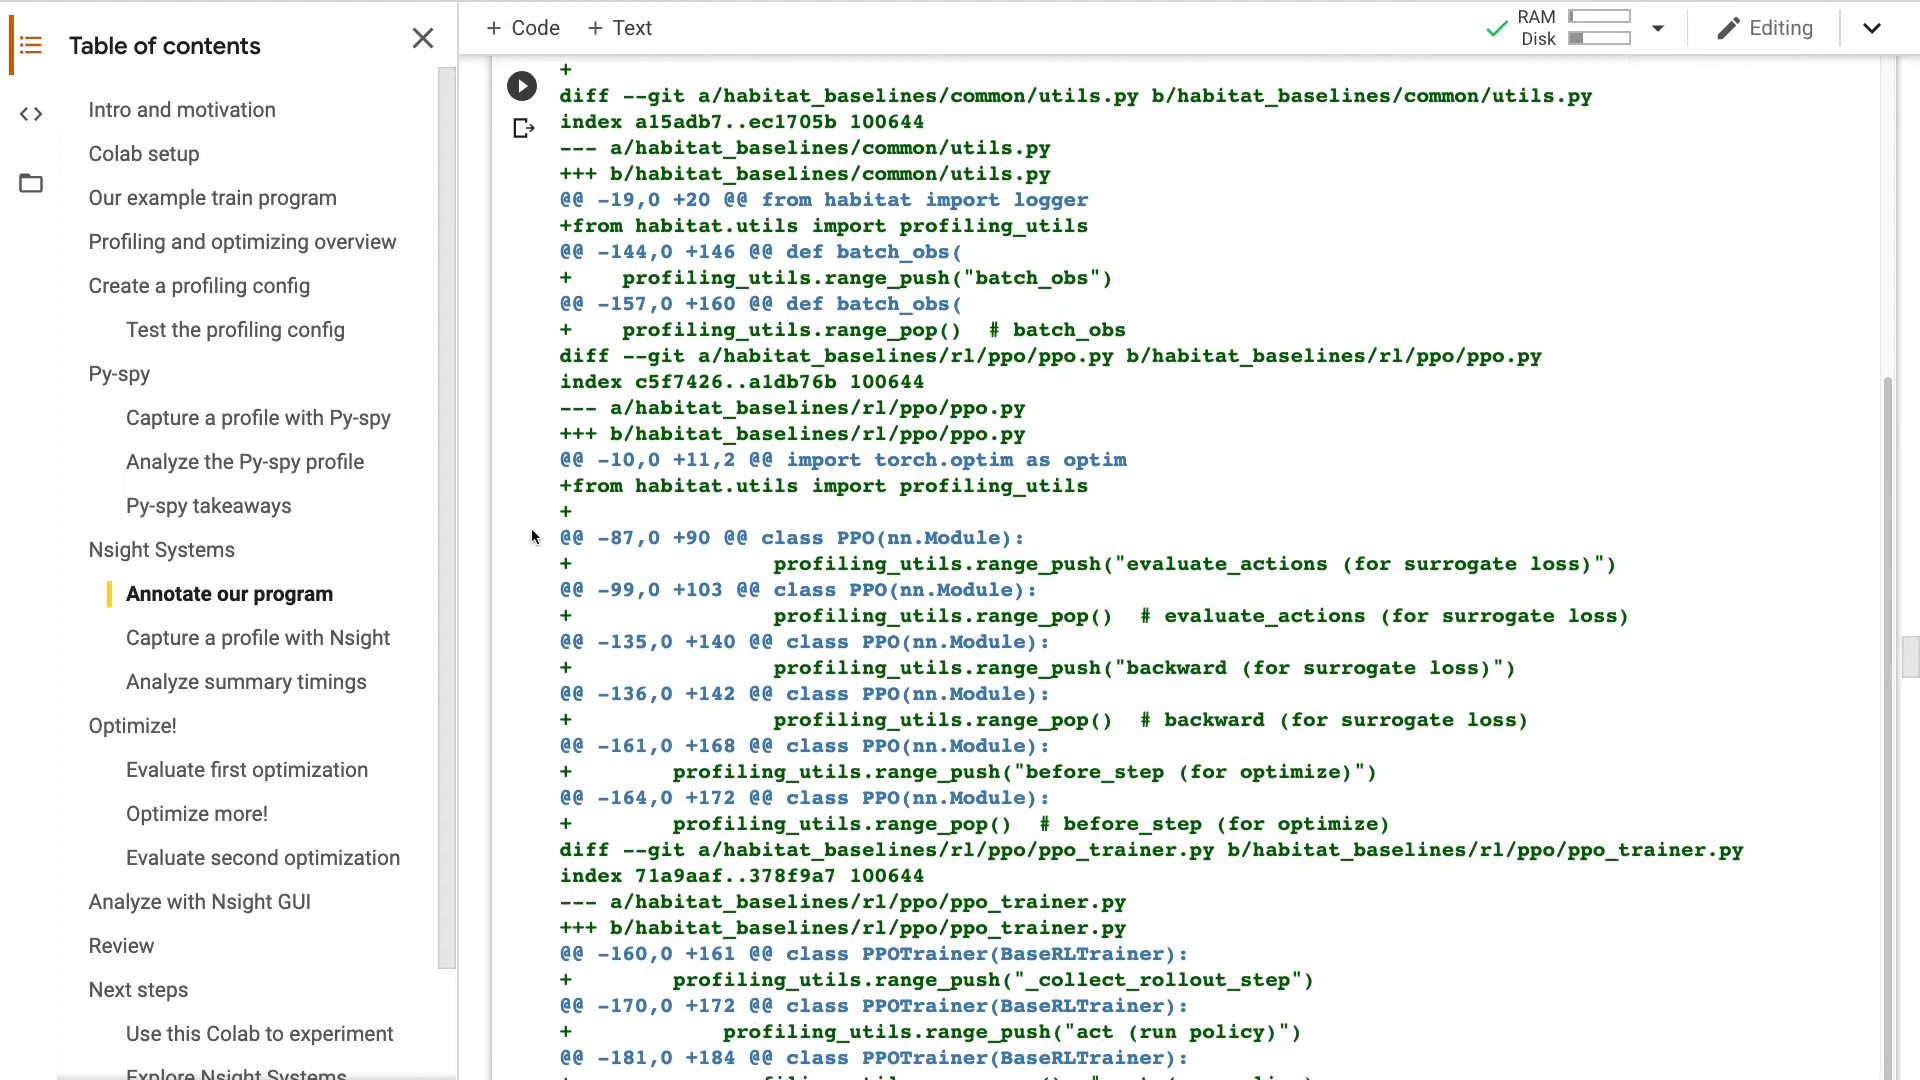 Table of contents
Intro and motivation
Colab setup
Our example train program
Profiling and optimizing overview
Create a profiling config
Test the profiling config
Py-spy
Capture a profile with Py-spy
Analyze the Py-spy profile
Py-spy takeaways
Nsight Systems
Annotate our program
Capture a profile with Nsight
Analyze summary timings
Optimize!
Evaluate first optimization
Optimize more!
Evaluate second optimization
Analyze with Nsight GUI
Review
Next steps
Use this Colab to experiment
Explore Nsight Systems
+ Code + Text
RAM
Disk
Editing
+
diff --git a/habitat_baselines/common/utils.py b/habitat_baselines/common/utils.py
index a15adb7..ec1705b 100644
--- a/habitat_baselines/common/utils.py
+++ b/habitat_baselines/common/utils.py
@@ -19,0 +20 @@ from habitat import logger
+from habitat.utils import profiling_utils
@@ -144,0 +146 @@ def batch_obs(
+    profiling_utils.range_push("batch_obs")
@@ -157,0 +160 @@ def batch_obs(
+    profiling_utils.range_pop()  # batch_obs
diff --git a/habitat_baselines/rl/ppo/ppo.py b/habitat_baselines/rl/ppo/ppo.py
index c5f7426..a1db76b 100644
--- a/habitat_baselines/rl/ppo/ppo.py
+++ b/habitat_baselines/rl/ppo/ppo.py
@@ -10,0 +11,2 @@ import torch.optim as optim
+from habitat.utils import profiling_utils
+
@@ -87,0 +90 @@ class PPO(nn.Module):
+                profiling_utils.range_push("evaluate_actions (for surrogate loss)")
@@ -99,0 +103 @@ class PPO(nn.Module):
+                profiling_utils.range_pop()  # evaluate_actions (for surrogate loss)
@@ -135,0 +140 @@ class PPO(nn.Module):
+                profiling_utils.range_push("backward (for surrogate loss)")
@@ -136,0 +142 @@ class PPO(nn.Module):
+                profiling_utils.range_pop()  # backward (for surrogate loss)
@@ -161,0 +168 @@ class PPO(nn.Module):
+        profiling_utils.range_push("before_step (for optimize)")
@@ -164,0 +172 @@ class PPO(nn.Module):
+        profiling_utils.range_pop()  # before_step (for optimize)
diff --git a/habitat_baselines/rl/ppo/ppo_trainer.py b/habitat_baselines/rl/ppo/ppo_trainer.py
index 71a9aaf..378f9a7 100644
--- a/habitat_baselines/rl/ppo/ppo_trainer.py
+++ b/habitat_baselines/rl/ppo/ppo_trainer.py
@@ -160,0 +161 @@ class PPOTrainer(BaseRLTrainer):
+        profiling_utils.range_push("_collect_rollout_step")
@@ -170,0 +172 @@ class PPOTrainer(BaseRLTrainer):
+            profiling_utils.range_push("act (run policy)")
@@ -181,0 +184 @@ class PPOTrainer(BaseRLTrainer):